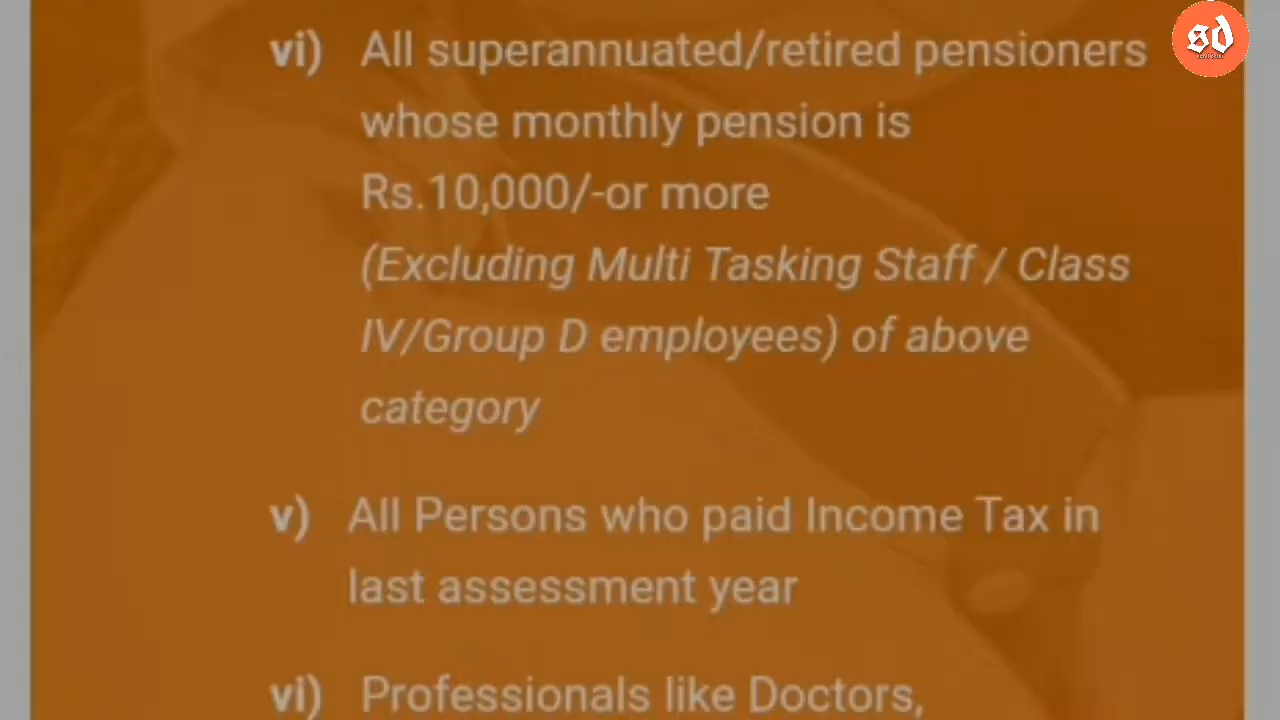 sd
vi) All superannuated/retired pensioners
whose monthly pension is
Rs.10,000/-or more
(Excluding Multi Tasking Staff / Class
IV/Group D employees) of above
category
v) All Persons who paid Income Tax in
last assessment year
vi) Professionals like Doctors,